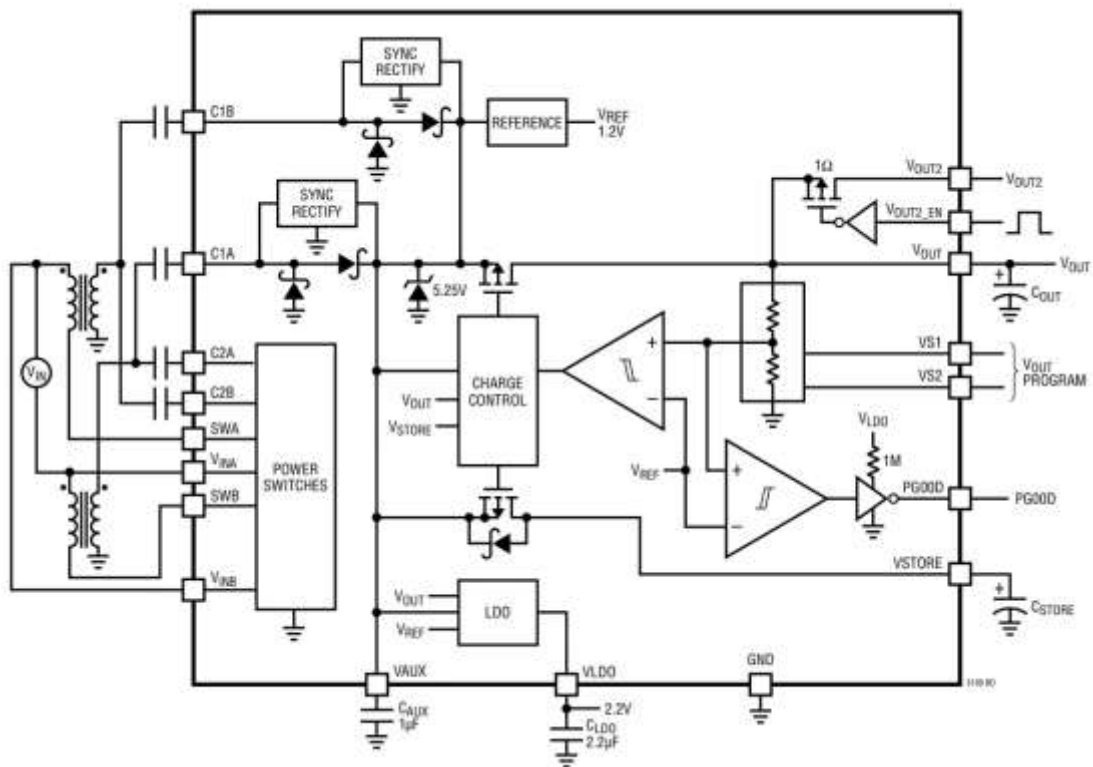 SYNC
RECTIFY
C1B
REFERENCE
VREF
1.2V
SYNC
RECTIFY
1Ω
VOUT2
VOUT2
VOUT2_EN
C1A
VOUT
VOUT
5.25V
COUT
C2A
VIN
C2B
CHARGE
CONTROL
VOUT
VSTORE
VS1
VS2
VOUT
PROGRAM
SWA
VINA
POWER
SWITCHES
SWB
VREF
VLDO
1M
PGOOD
PGOOD
VINB
VSTORE
CSTORE
VOUT
VREF
LDO
VAUX
VLDO
GND
CAUX
1µF
2.2V
CLDO
2.2µF